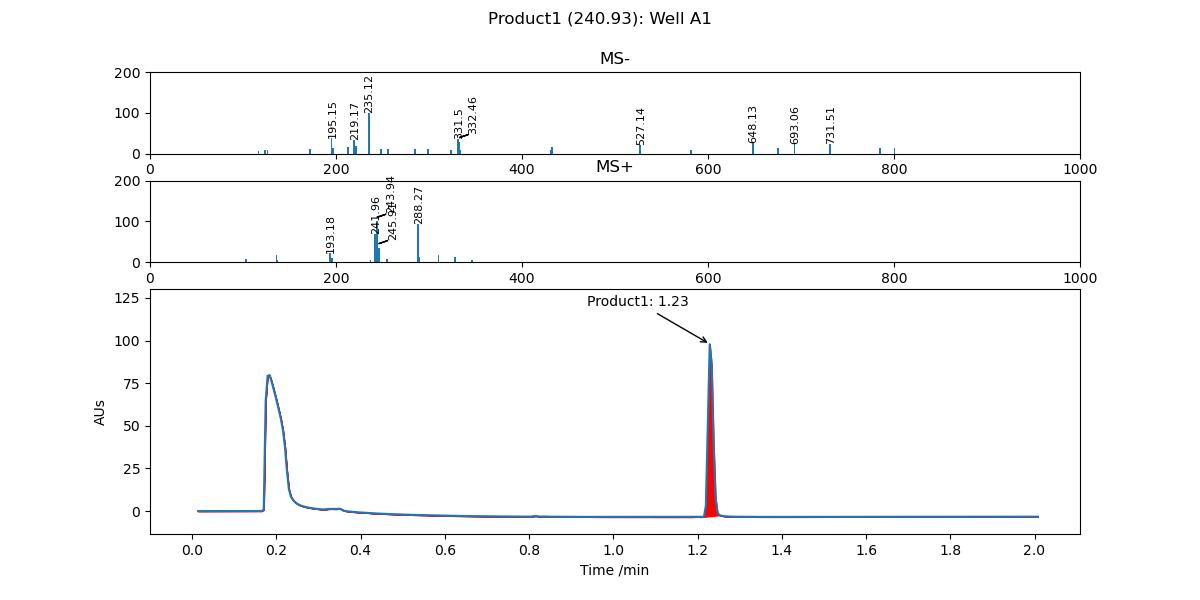 Product1 (240.93): Well A1
MS-
200
100
0
195.15
219.17
235.12
331.5
332.46
527.14
648.13
693.06
731.51
0 200 400 600 800 1000
MS+
200
100
0
193.18
241.96
243.94
245.91
288.27
0 200 400 600 800 1000
125
100
75
50
25
0
AUs
Product1: 1.23
0.0 0.2 0.4 0.6 0.8 1.0 1.2 1.4 1.6 1.8 2.0
Time /min